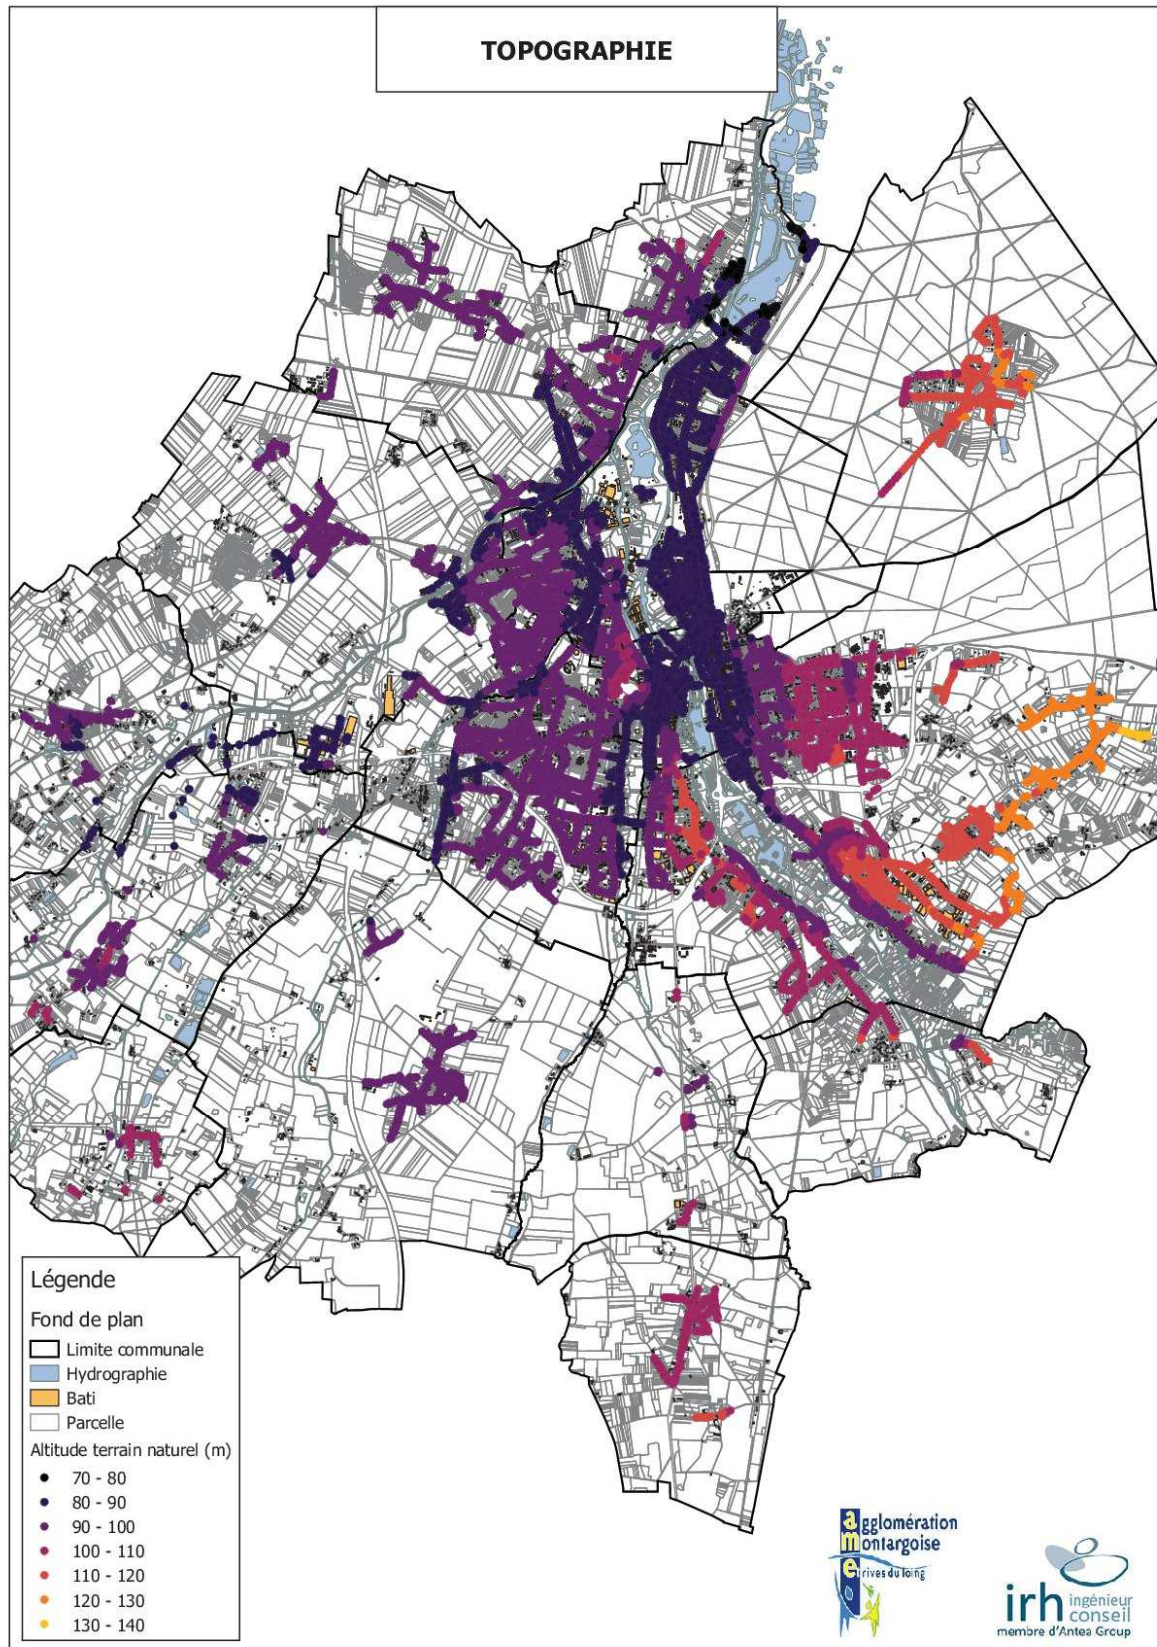 TOPOGRAPHIE
Légende
Fond de plan
Limite communale
Hydrographie
Bati
Parcelle
Altitude terrain naturel (m)
70 - 80
80 - 90
90 - 100
100 - 110
110 - 120
120 - 130
130 - 140
agglomération
montargoise
et rives du loing
irh ingénieur
conseil
membre d'Antea Group